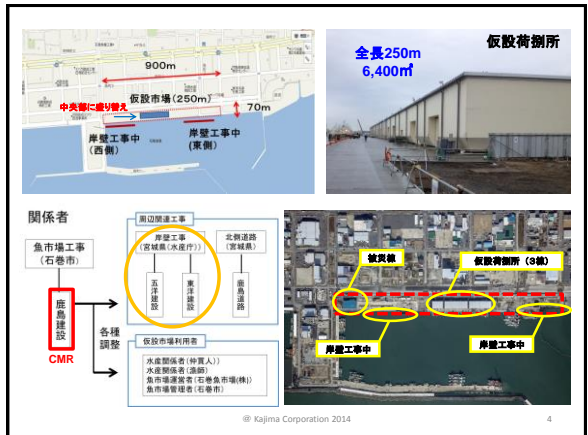 900m
仮設市場(250m)
中央部に盛り替え
70m
岸壁工事中
(西側)
岸壁工事中
(東側)
仮設荷捌所
全長250m
6,400㎡
関係者
魚市場工事
(石巻市)
鹿島建設
CMR
各種
調整
周辺関連工事
岸壁工事
(宮城県(水産庁))
五洋建設
東洋建設
北側道路
(宮城県)
鹿島道路
仮設市場利用者
水産関係者(仲買人))
水産関係者(漁師)
魚市場運営者(石巻魚市場(株)
魚市場管理者(石巻市)
被災棟
仮設荷捌所(3棟)
岸壁工事中
岸壁工事中
@ Kajima Corporation 2014
4